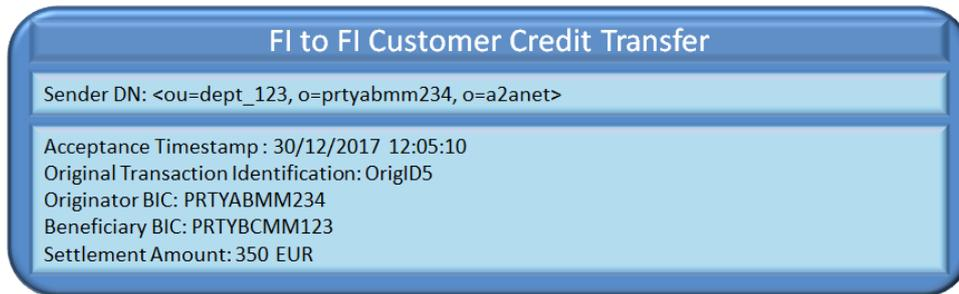 FI to FI Customer Credit Transfer
Sender DN: <ou=dept_123, o=prtyabmm234, o=a2anet>
Acceptance Timestamp : 30/12/2017 12:05:10
Original Transaction Identification: OrigID5
Originator BIC: PRTYABMM234
Beneficiary BIC: PRTYBCMM123
Settlement Amount: 350 EUR